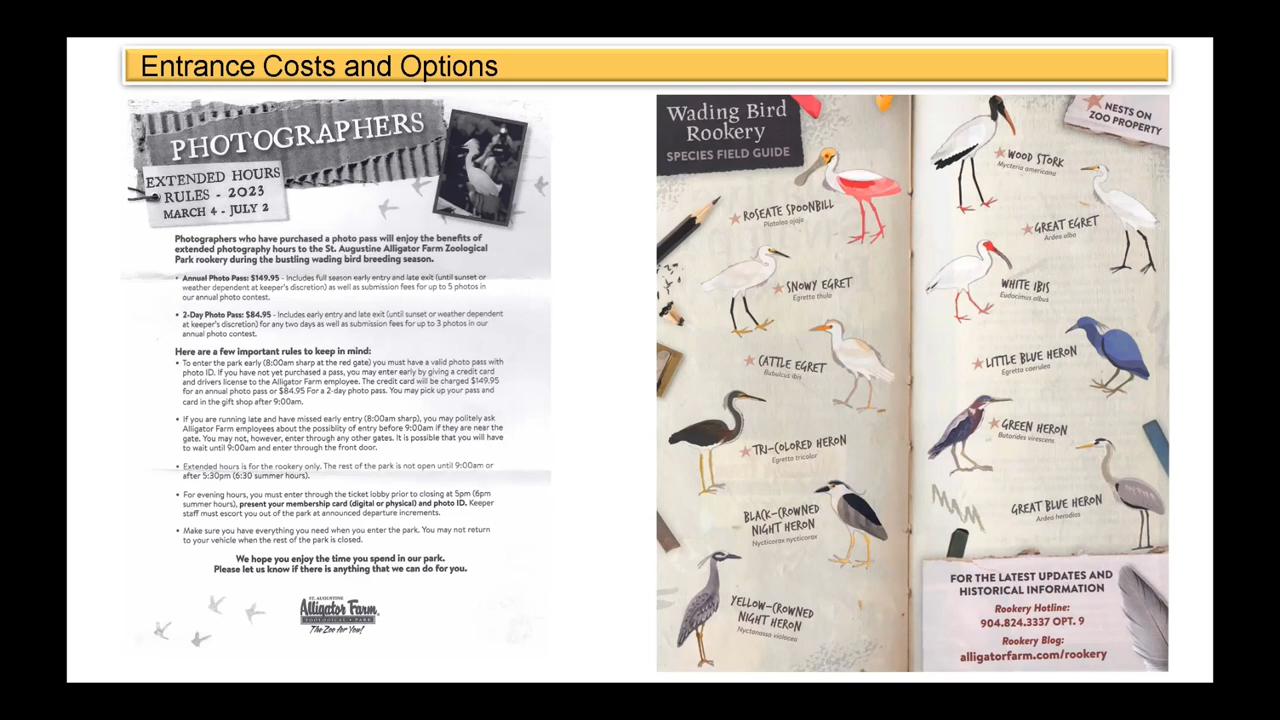 Entrance Costs and Options
PHOTOGRAPHERS
EXTENDED HOURS
RULES - 2023
MARCH 4 - JULY 2
Photographers who have purchased a photo pass will enjoy the benefits of
extended photography hours to the St. Augustine Alligator Farm Zoological
Park rookery during the bustling wading bird breeding season.
• Annual Photo Pass: $149.95 - Includes full season early entry and late exit (until sunset or
weather dependent at keeper's discretion) as well as submission fees for up to 5 photos in
our annual photo contest.
• 2-Day Photo Pass: $84.95 - Includes early entry and late exit (until sunset or weather dependent
at keeper's discretion) for any two days as well as submission fees for up to 3 photos in our
annual photo contest.
Here are a few important rules to keep in mind:
• To enter the park early (8:00am sharp at the red gate) you must have a valid photo pass with
photo ID. If you have not yet purchased a pass, you may enter early by giving a credit card
and drivers license to the Alligator Farm employee. The credit card will be charged $149.95
for an annual photo pass or $84.95 For a 2-day photo pass. You may pick up your pass and
card in the gift shop after 9:00am.
• If you are running late and have missed early entry (8:00am sharp), you may politely ask
Alligator Farm employees about the possiblity of entry before 9:00am if they are near the
gate. You may not, however, enter through any other gates. It is possible that you will have
to wait until 9:00am and enter through the front door.
• Extended hours is for the rookery only. The rest of the park is not open until 9:00am or
after 5:30pm (6:30 summer hours).
• For evening hours, you must enter through the ticket lobby prior to closing at 5pm (6pm
summer hours), present your membership card (digital or physical) and photo ID. Keeper
staff must escort you out of the park at announced departure increments.
• Make sure you have everything you need when you enter the park. You may not return
to your vehicle when the rest of the park is closed.
We hope you enjoy the time you spend in our park.
Please let us know if there is anything that we can do for you.
ST. AUGUSTINE
Alligator Farm
ZOOLOGICAL • PARK
The Zoo for You!
Wading Bird
Rookery
SPECIES FIELD GUIDE
NESTS ON
ZOO PROPERTY
ROSEATE SPOONBILL
Platalea ajaja
SNOWY EGRET
Egretta thula
CATTLE EGRET
Bubulcus ibis
TRI-COLORED HERON
Egretta tricolor
BLACK-CROWNED
NIGHT HERON
Nycticorax nycticorax
YELLOW-CROWNED
NIGHT HERON
Nyctanassa violacea
WOOD STORK
Mycteria americana
GREAT EGRET
Ardea alba
WHITE IBIS
Eudocimus albus
LITTLE BLUE HERON
Egretta caerulea
GREEN HERON
Butorides virescens
GREAT BLUE HERON
Ardea herodias
FOR THE LATEST UPDATES AND
HISTORICAL INFORMATION
Rookery Hotline:
904.824.3337 OPT. 9
Rookery Blog:
alligatorfarm.com/rookery